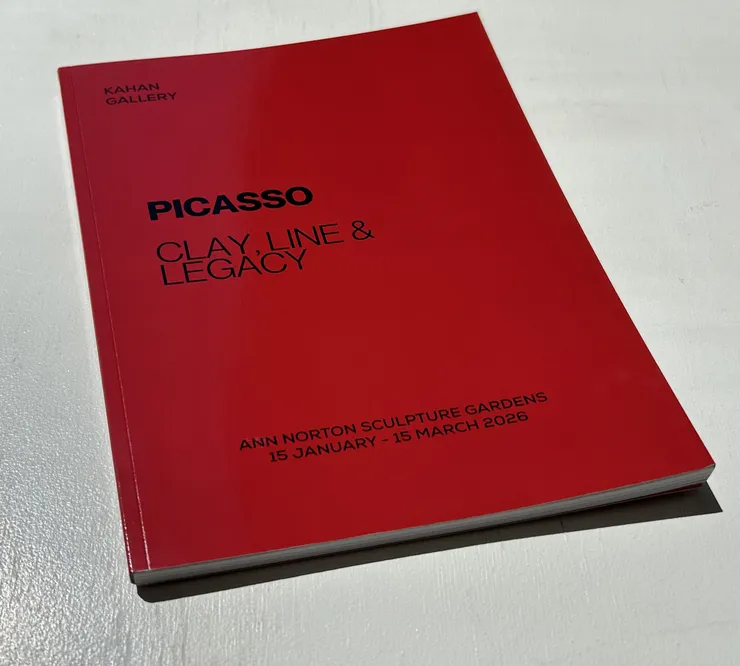 KAHAN
GALLERY
PICASSO
CLAY, LINE &
LEGACY
ANN NORTON SCULPTURE GARDENS
15 JANUARY - 15 MARCH 2026